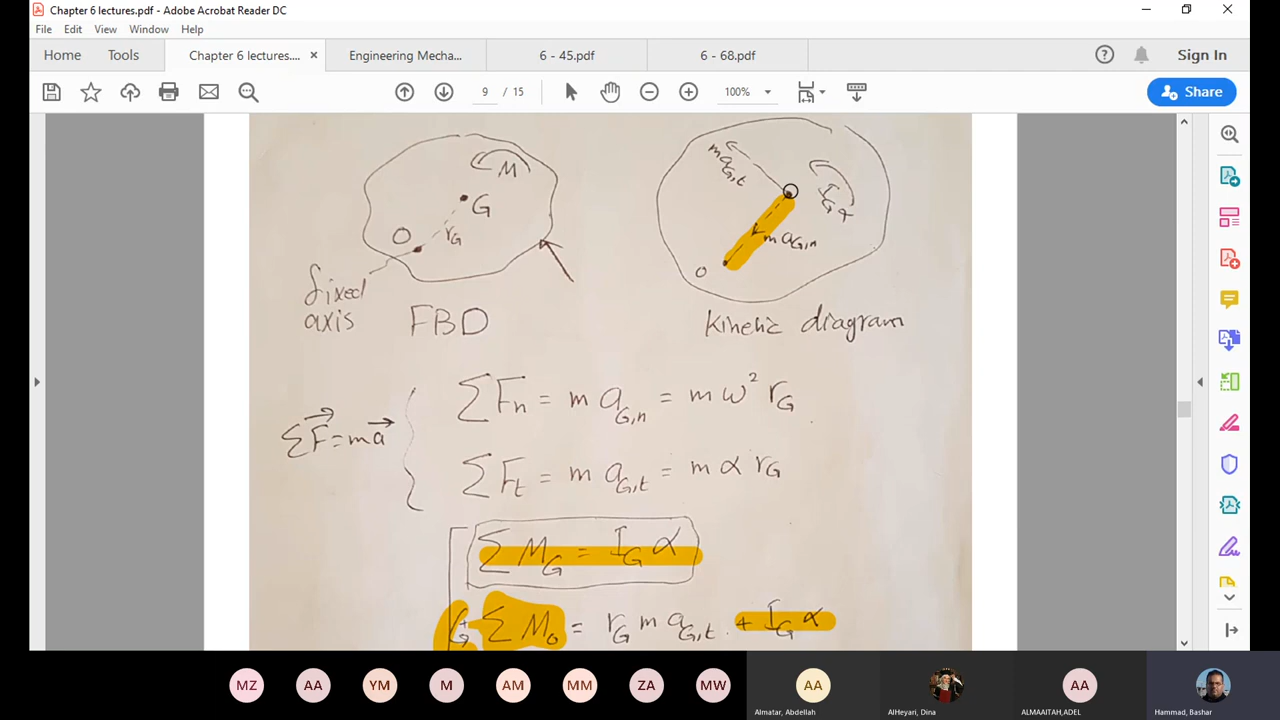 Chapter 6 lectures.pdf - Adobe Acrobat Reader DC
File Edit View Window Help
Home Tools Chapter 6 lectures.... × Engineering Mecha... 6 - 45.pdf 6 - 68.pdf Sign In
9 / 15 100% Share
M
G
O
rG
fixed
axis
FBD
m aG,t
IG α
m aG,n
O
Kinetic diagram
ΣF = ma
ΣFn = m aG,n = m ω² rG
ΣFt = m aG,t = m α rG
ΣMG = IG α
+ ΣMo = rG m aG,t + IG α
MZ AA YM M AM MM ZA MW AA AA
Almatar, Abdellah AlHeyari, Dina ALMAAITAH,ADEL Hammad, Bashar